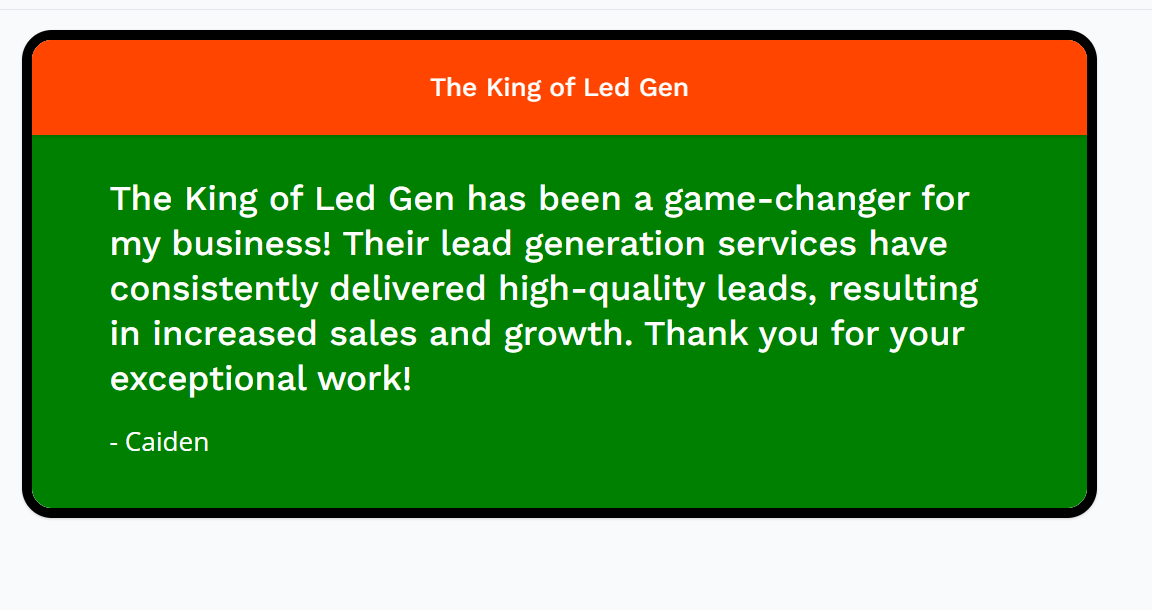 The King of Led Gen
The King of Led Gen has been a game-changer for
my business! Their lead generation services have
consistently delivered high-quality leads, resulting
in increased sales and growth. Thank you for your
exceptional work!
- Caiden